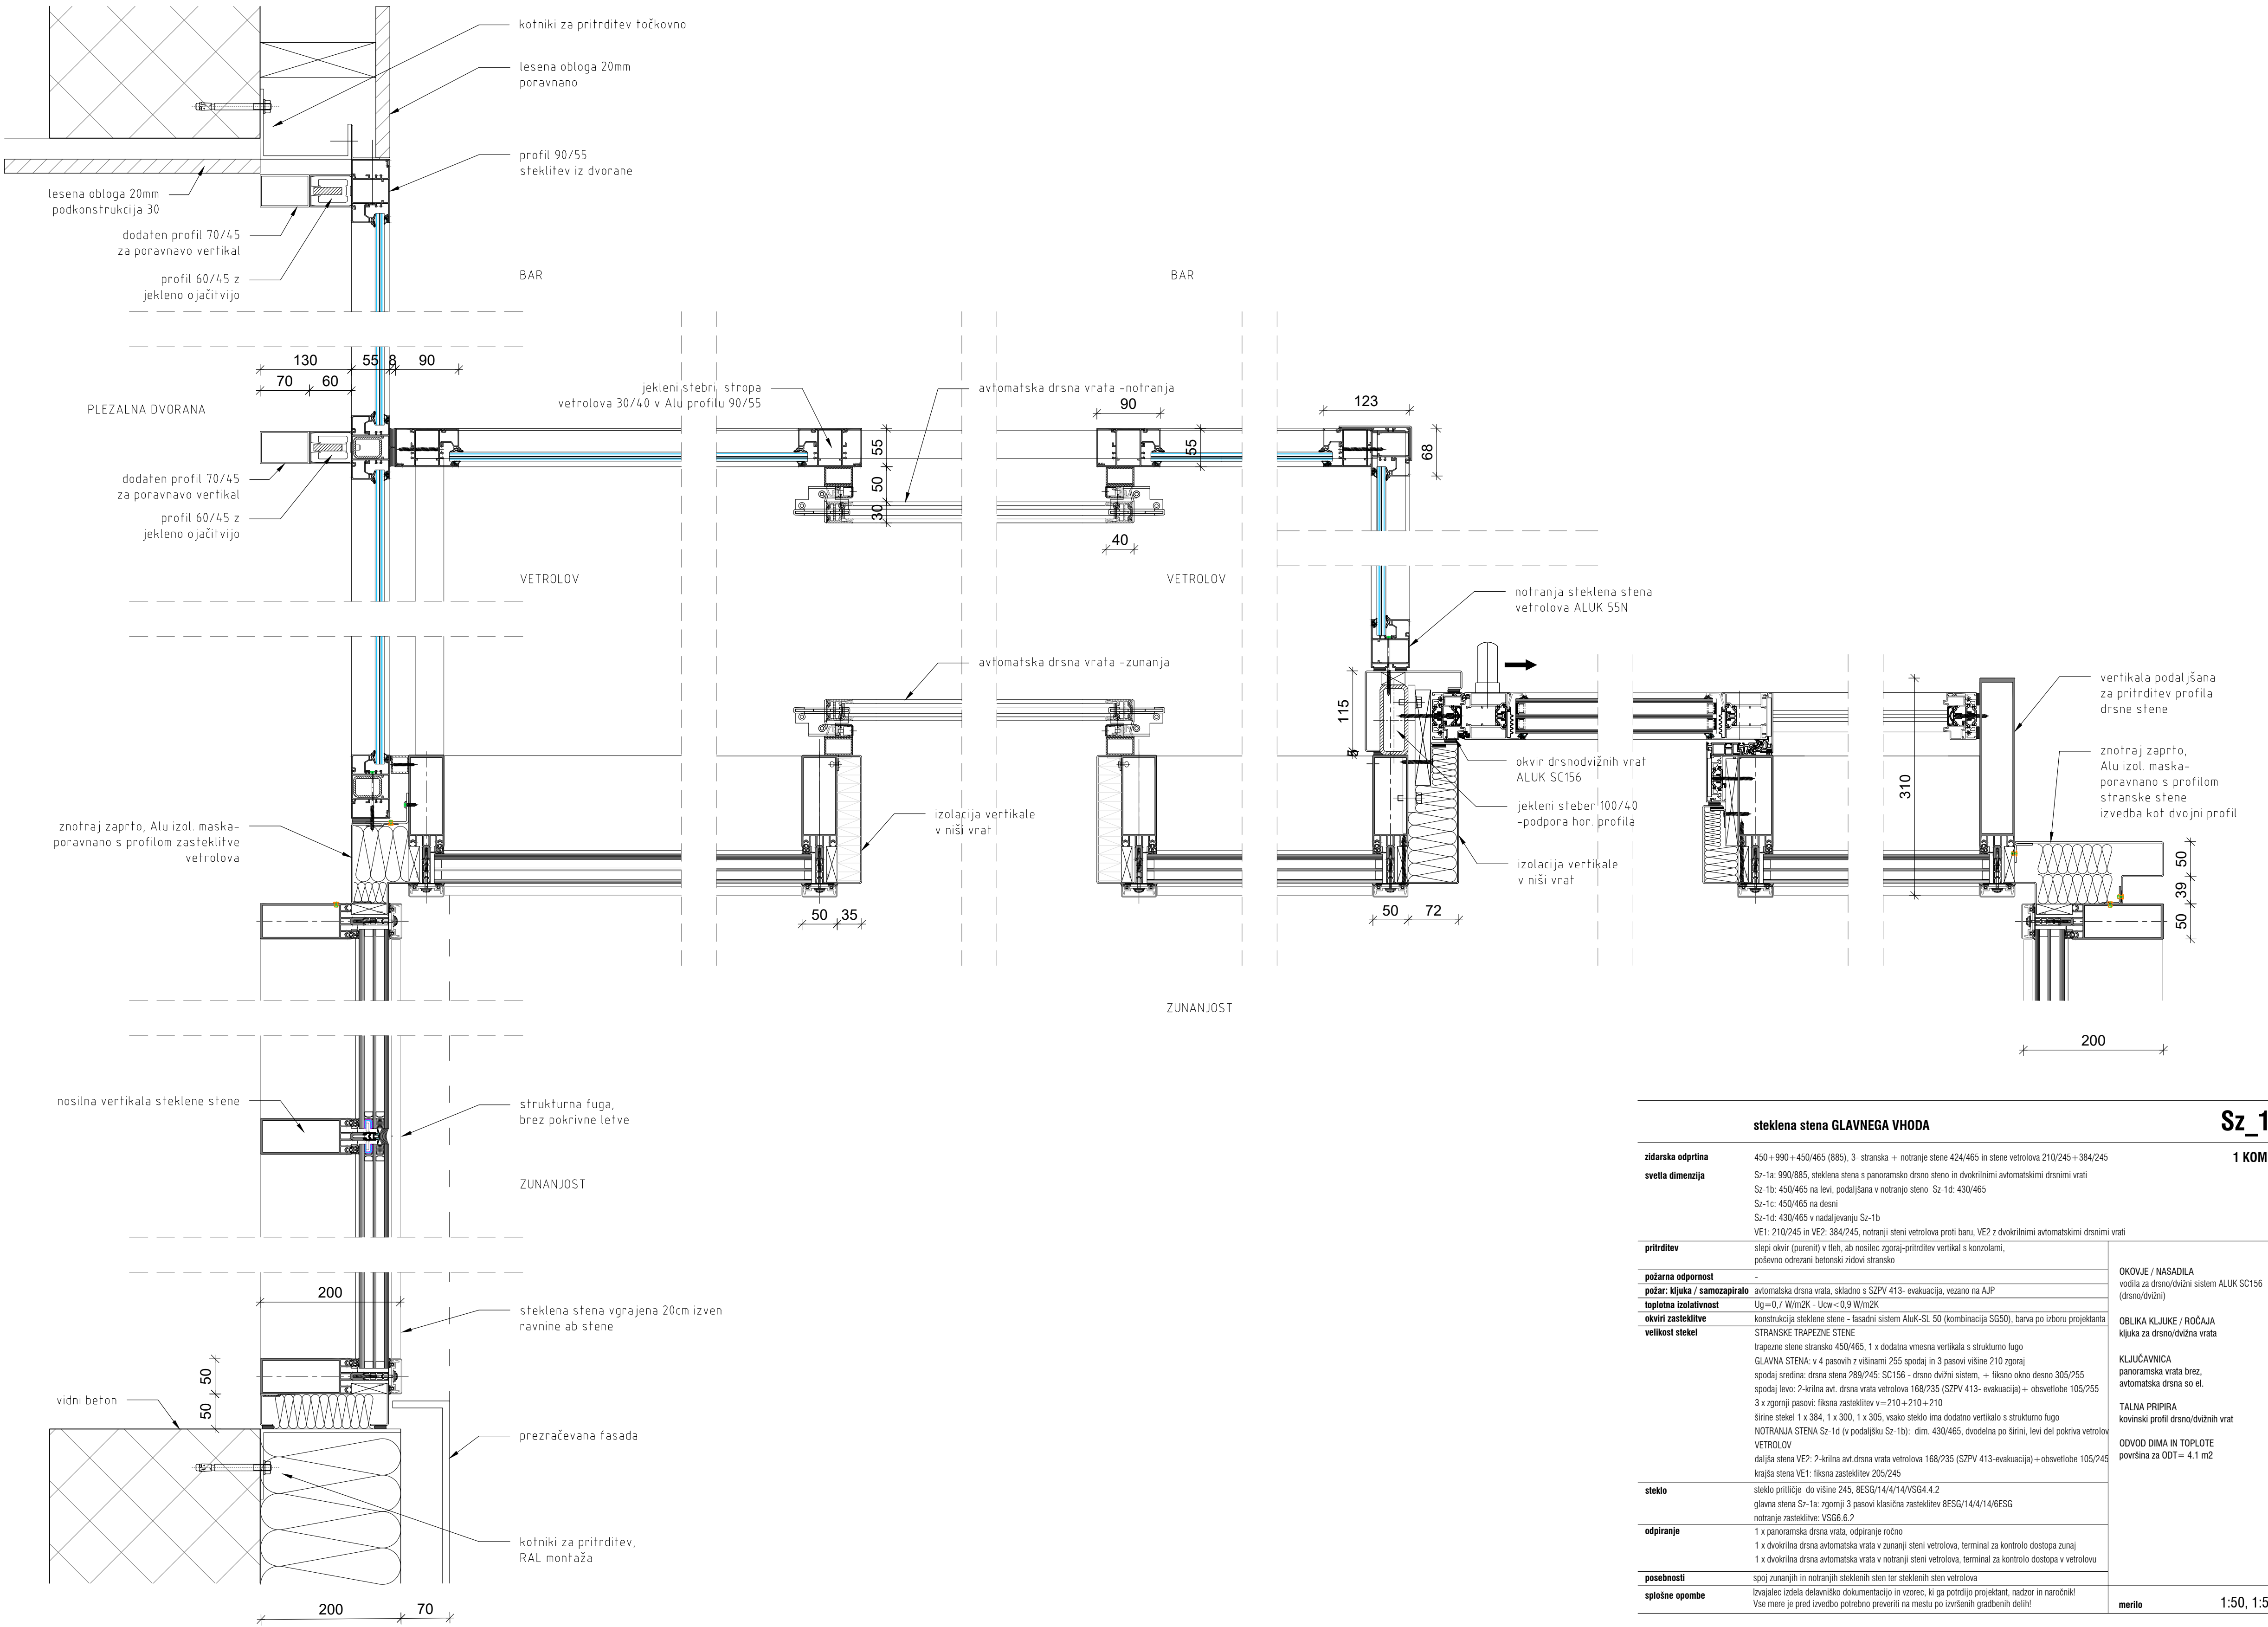 kotniki za pritrditev točkovno
lesena obloga 20mm
poravnano
profil 90/55
steklitev iz dvorane
lesena obloga 20mm
podkonstrukcija 30
dodaten profil 70/45
za poravnavo vertikal
profil 60/45 z
jekleno ojačitvijo
BAR
BAR
130
55
8
90
70
60
PLEZALNA DVORANA
jekleni stebri stropa
vetrolova 30/40 v Alu profilu 90/55
avtomatska drsna vrata -notranja
90
123
55
55
68
50
30
40
dodaten profil 70/45
za poravnavo vertikal
profil 60/45 z
jekleno ojačitvijo
VETROLOV
VETROLOV
notranja steklena stena
vetrolova ALUK 55N
avtomatska drsna vrata -zunanja
115
5
vertikala podaljšana
za pritrditev profila
drsne stene
okvir drsnodvižnih vrat
ALUK SC156
jekleni steber 100/40
-podpora hor. profila
310
znotraj zaprto,
Alu izol. maska-
poravnano s profilom
stranske stene
izvedba kot dvojni profil
znotraj zaprto, Alu izol. maska-
poravnano s profilom zasteklitve
vetrolova
izolacija vertikale
v niši vrat
izolacija vertikale
v niši vrat
50
39
50
50
35
50
72
ZUNANJOST
200
nosilna vertikala steklene stene
strukturna fuga,
brez pokrivne letve
ZUNANJOST
200
steklena stena vgrajena 20cm izven
ravnine ab stene
50
50
vidni beton
prezračevana fasada
kotniki za pritrditev,
RAL montaža
200
70
steklena stena GLAVNEGA VHODA
Sz_1
zidarska odprtina
450+990+450/465 (885), 3- stranska + notranje stene 424/465 in stene vetrolova 210/245+384/245
1 KOM
svetla dimenzija
Sz-1a: 990/885, steklena stena s panoramsko drsno steno in dvokrilnimi avtomatskimi drsnimi vrati
Sz-1b: 450/465 na levi, podaljšana v notranjo steno Sz-1d: 430/465
Sz-1c: 450/465 na desni
Sz-1d: 430/465 v nadaljevanju Sz-1b
VE1: 210/245 in VE2: 384/245, notranji steni vetrolova proti baru, VE2 z dvokrilnimi avtomatskimi drsnimi vrati
pritrditev
slepi okvir (purenit) v tleh, ab nosilec zgoraj-pritrditev vertikal s konzolami,
poševno odrezani betonski zidovi stransko
požarna odpornost
-
požar: kljuka / samozapiralo
avtomatska drsna vrata, skladno s SZPV 413- evakuacija, vezano na AJP
toplotna izolativnost
Ug=0,7 W/m2K - Ucw<0,9 W/m2K
okviri zasteklitve
konstrukcija steklene stene - fasadni sistem AluK-SL 50 (kombinacija SG50), barva po izboru projektanta
velikost stekel
STRANSKE TRAPEZNE STENE
trapezne stene stransko 450/465, 1 x dodatna vmesna vertikala s strukturno fugo
GLAVNA STENA: v 4 pasovih z višinami 255 spodaj in 3 pasovi višine 210 zgoraj
spodaj sredina: drsna stena 289/245: SC156 - drsno dvižni sistem, + fiksno okno desno 305/255
spodaj levo: 2-krilna avt. drsna vrata vetrolova 168/235 (SZPV 413- evakuacija)+ obsvetlobe 105/255
3 x zgornji pasovi: fiksna zasteklitev v=210+210+210
širine stekel 1 x 384, 1 x 300, 1 x 305, vsako steklo ima dodatno vertikalo s strukturno fugo
NOTRANJA STENA Sz-1d (v podaljšku Sz-1b): dim. 430/465, dvodelna po širini, levi del pokriva vetrolov
VETROLOV
daljša stena VE2: 2-krilna avt.drsna vrata vetrolova 168/235 (SZPV 413-evakuacija)+obsvetlobe 105/245
krajša stena VE1: fiksna zasteklitev 205/245
steklo
steklo pritličje do višine 245, 8ESG/14/4/14/VSG4.4.2
glavna stena Sz-1a: zgornji 3 pasovi klasična zasteklitev 8ESG/14/4/14/6ESG
notranje zasteklitve: VSG6.6.2
odpiranje
1 x panoramska drsna vrata, odpiranje ročno
1 x dvokrilna drsna avtomatska vrata v zunanji steni vetrolova, terminal za kontrolo dostopa zunaj
1 x dvokrilna drsna avtomatska vrata v notranji steni vetrolova, terminal za kontrolo dostopa v vetrolovu
posebnosti
spoj zunanjih in notranjih steklenih sten ter steklenih sten vetrolova
splošne opombe
Izvajalec izdela delavniško dokumentacijo in vzorec, ki ga potrdijo projektant, nadzor in naročnik!
Vse mere je pred izvedbo potrebno preveriti na mestu po izvršenih gradbenih delih!
OKOVJE / NASADILA
vodila za drsno/dvižni sistem ALUK SC156
(drsno/dvižni)
OBLIKA KLJUKE / ROČAJA
kljuka za drsno/dvižna vrata
KLJUČAVNICA
panoramska vrata brez,
avtomatska drsna so el.
TALNA PRIPIRA
kovinski profil drsno/dvižnih vrat
ODVOD DIMA IN TOPLOTE
površina za ODT= 4.1 m2
merilo
1:50, 1:5